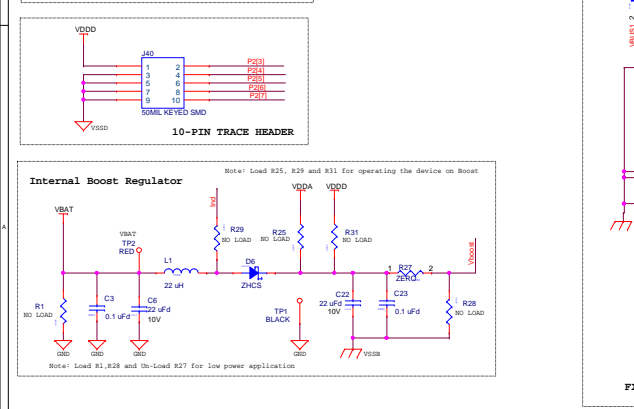 VDDD
J40
1 2 P2[3]
3 4 P2[4]
5 6 P2[5]
7 8 P2[6]
9 10 P2[7]
50MIL KEYED SMD
VSSD
10-PIN TRACE HEADER
Note: Load R25, R29 and R31 for operating the device on Boost
Internal Boost Regulator
VDDA VDDD
VBAT
Ind
VBAT
TP2
RED
R29
NO LOAD
R25
NO LOAD
R31
NO LOAD
Vboost
L1
22 uH
D6
ZHCS
1 R27 2
ZERO
R1
NO LOAD
C3
0.1 uFd
C6
22 uFd
10V
TP1
BLACK
C22
22 uFd
10V
C23
0.1 uFd
R28
NO LOAD
GND
GND
GND
GND
VSSB
Note: Load R1,R28 and Un-Load R27 for low power application
A
VBUS1 2